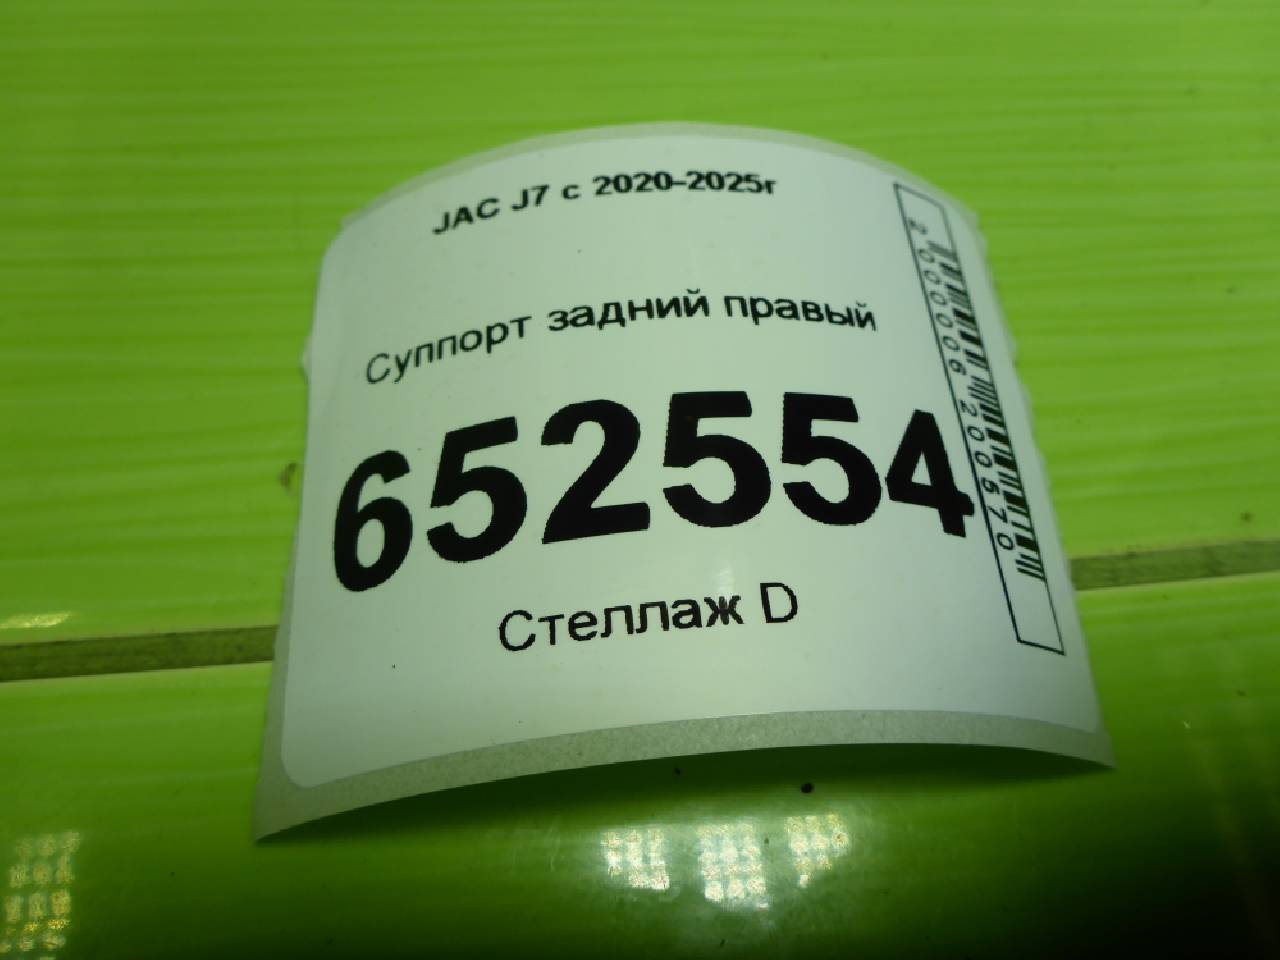 JAC J7 с 2020-2025г
Суппорт задний правый
652554
Стеллаж D
2000006200570